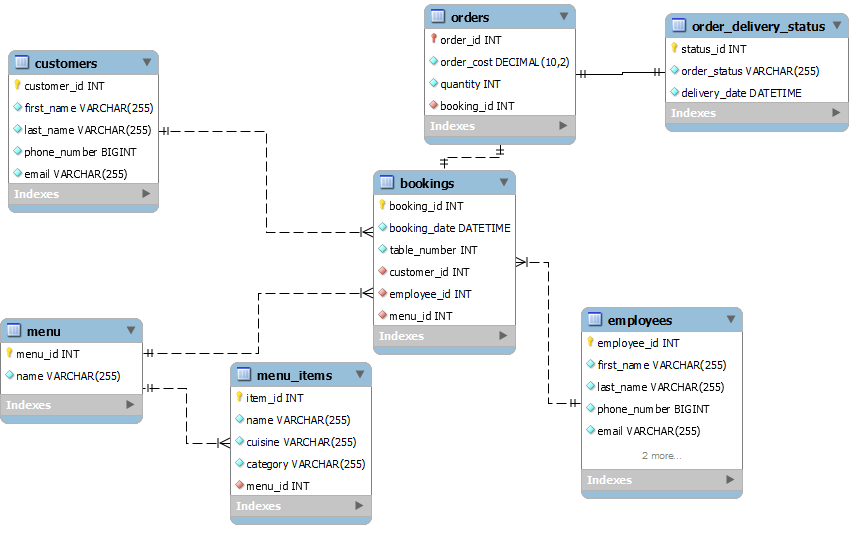 orders
order_id INT
order_cost DECIMAL(10,2)
quantity INT
booking_id INT
Indexes
order_delivery_status
status_id INT
order_status VARCHAR(255)
delivery_date DATETIME
Indexes
customers
customer_id INT
first_name VARCHAR(255)
last_name VARCHAR(255)
phone_number BIGINT
email VARCHAR(255)
Indexes
bookings
booking_id INT
booking_date DATETIME
table_number INT
customer_id INT
employee_id INT
menu_id INT
Indexes
employees
employee_id INT
first_name VARCHAR(255)
last_name VARCHAR(255)
phone_number BIGINT
email VARCHAR(255)
2 more...
Indexes
menu
menu_id INT
name VARCHAR(255)
Indexes
menu_items
item_id INT
name VARCHAR(255)
cuisine VARCHAR(255)
category VARCHAR(255)
menu_id INT
Indexes